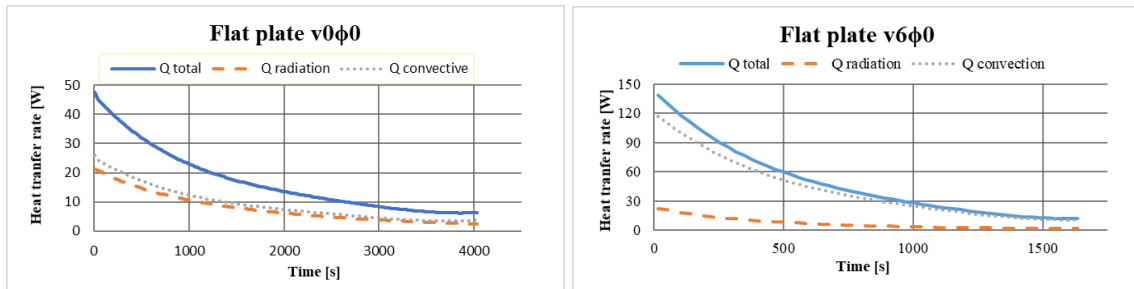 Flat plate v0ϕ0
Q total Q radiation Q convective
Heat tranfer rate [W]
50
40
30
20
10
0
0 1000 2000 3000 4000
Time [s]
Flat plate v6ϕ0
Q total Q radiation Q convection
Heat tranfer rate [W]
150
120
90
60
30
0
0 500 1000 1500
Time [s]